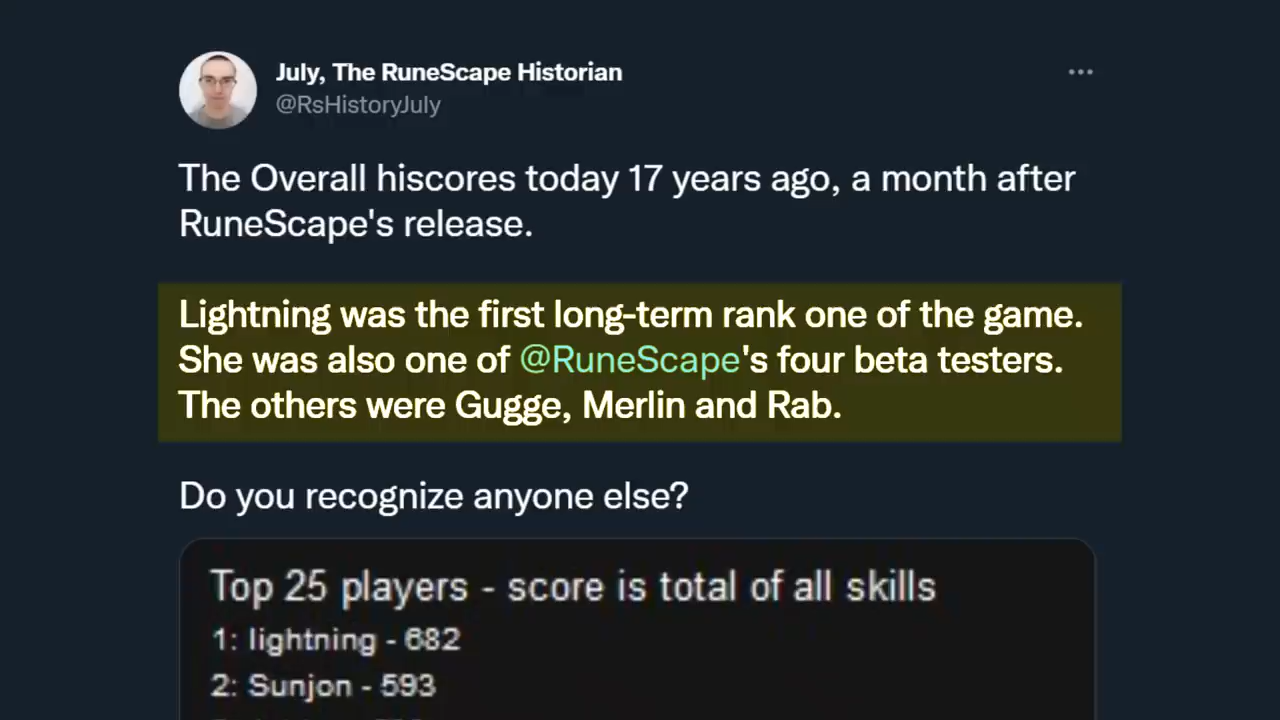 July, The RuneScape Historian
@RsHistoryJuly
The Overall hiscores today 17 years ago, a month after
RuneScape's release.
Lightning was the first long-term rank one of the game.
She was also one of @RuneScape's four beta testers.
The others were Gugge, Merlin and Rab.
Do you recognize anyone else?
Top 25 players - score is total of all skills
1: lightning - 682
2: Sunjon - 593